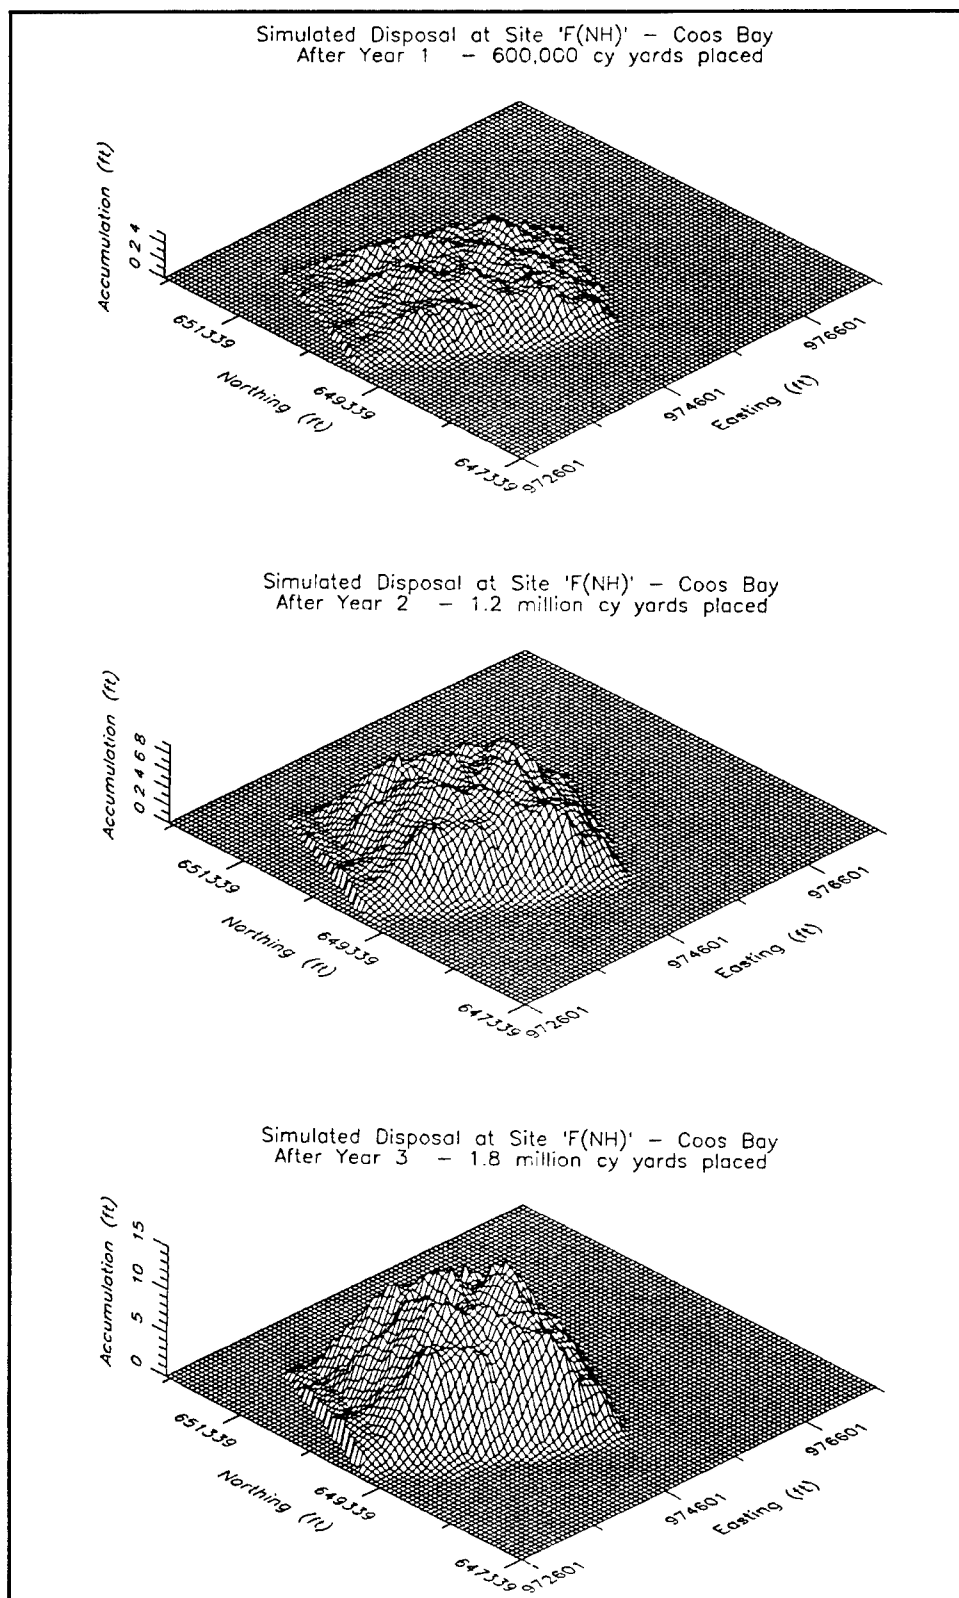 Simulated Disposal at Site 'F(NH)' – Coos Bay
After Year 1 – 600,000 cy yards placed
Accumulation (ft)
0 2 4
651339
Northing (ft)
649339
647339
972601
974601
Easting (ft)
976601
Simulated Disposal at Site 'F(NH)' – Coos Bay
After Year 2 – 1.2 million cy yards placed
Accumulation (ft)
0 2 4 6 8
651339
Northing (ft)
649339
647339
972601
974601
Easting (ft)
976601
Simulated Disposal at Site 'F(NH)' – Coos Bay
After Year 3 – 1.8 million cy yards placed
Accumulation (ft)
0 5 10 15
651339
Northing (ft)
649339
647339
972601
974601
Easting (ft)
976601